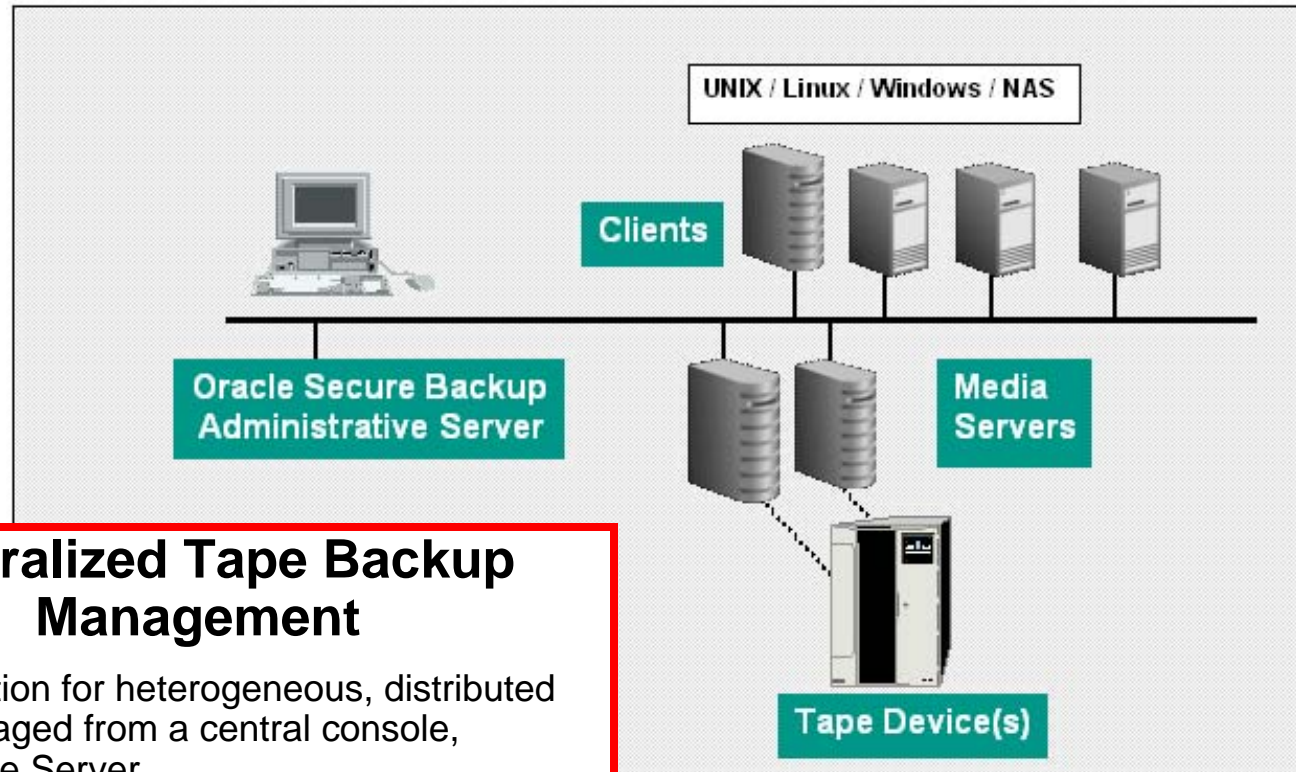 UNIX / Linux / Windows / NAS
Clients
Oracle Secure Backup
Administrative Server
Media
Servers
Tape Device(s)
ralized Tape Backup
Management
tion for heterogeneous, distributed
aged from a central console,
e Server